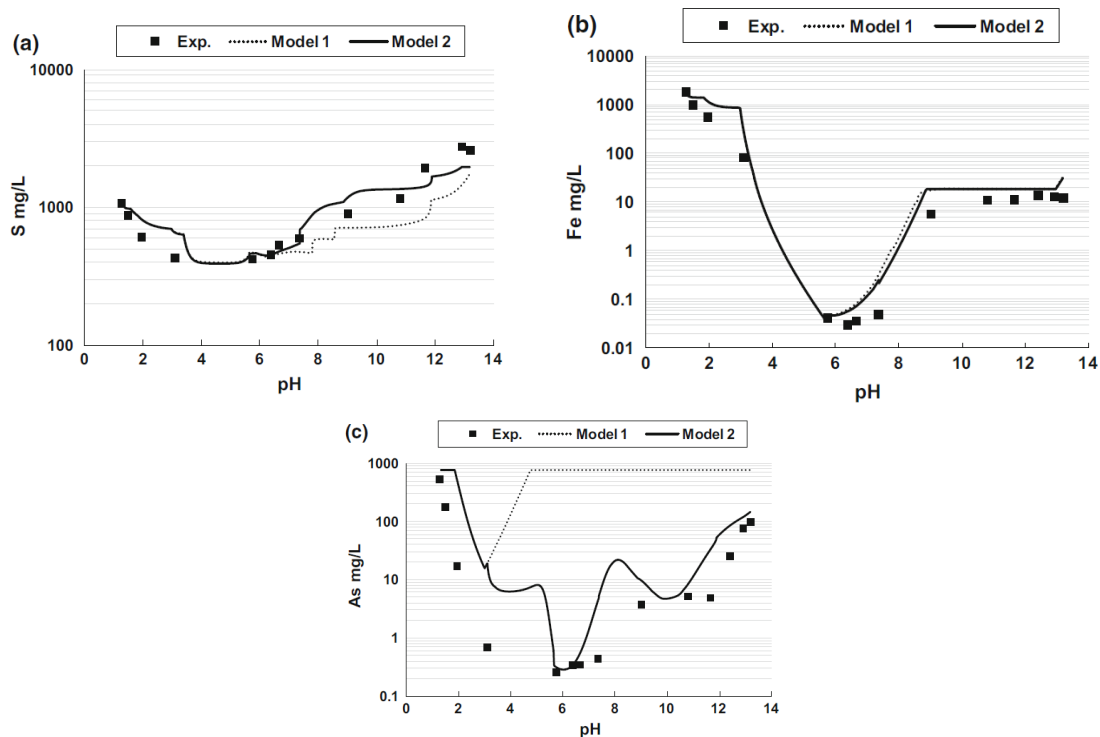 (a)
Exp. Model 1 Model 2
10000
1000
100
S mg/L
0 2 4 6 8 10 12 14
pH
(b)
Exp. Model 1 Model 2
10000
1000
100
10
1
0.1
0.01
Fe mg/L
0 2 4 6 8 10 12 14
pH
(c)
Exp. Model 1 Model 2
1000
100
10
1
0.1
As mg/L
0 2 4 6 8 10 12 14
pH